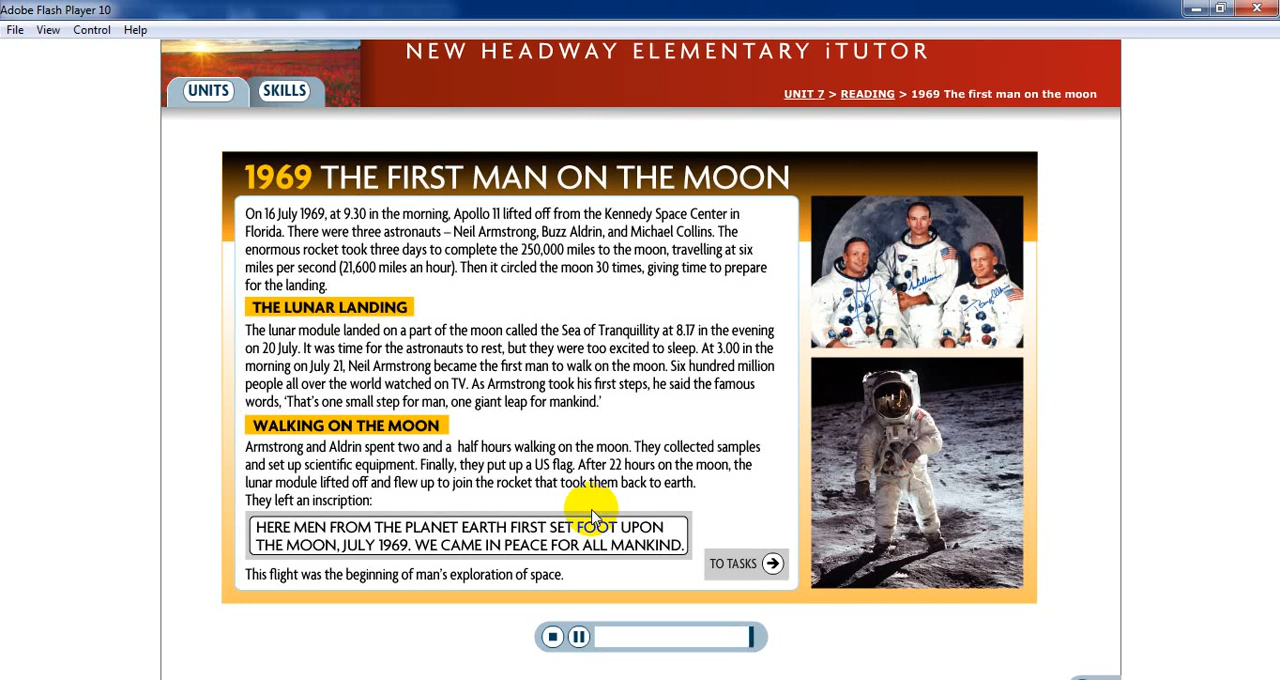 Adobe Flash Player 10
File View Control Help
NEW HEADWAY ELEMENTARY iTUTOR
UNITS SKILLS
UNIT 7 > READING > 1969 The first man on the moon
1969 THE FIRST MAN ON THE MOON
On 16 July 1969, at 9.30 in the morning, Apollo 11 lifted off from the Kennedy Space Center in
Florida. There were three astronauts – Neil Armstrong, Buzz Aldrin, and Michael Collins. The
enormous rocket took three days to complete the 250,000 miles to the moon, travelling at six
miles per second (21,600 miles an hour). Then it circled the moon 30 times, giving time to prepare
for the landing.
THE LUNAR LANDING
The lunar module landed on a part of the moon called the Sea of Tranquillity at 8.17 in the evening
on 20 July. It was time for the astronauts to rest, but they were too excited to sleep. At 3.00 in the
morning on July 21, Neil Armstrong became the first man to walk on the moon. Six hundred million
people all over the world watched on TV. As Armstrong took his first steps, he said the famous
words, ‘That’s one small step for man, one giant leap for mankind.’
WALKING ON THE MOON
Armstrong and Aldrin spent two and a half hours walking on the moon. They collected samples
and set up scientific equipment. Finally, they put up a US flag. After 22 hours on the moon, the
lunar module lifted off and flew up to join the rocket that took them back to earth.
They left an inscription:
HERE MEN FROM THE PLANET EARTH FIRST SET FOOT UPON
THE MOON, JULY 1969. WE CAME IN PEACE FOR ALL MANKIND.
TO TASKS
This flight was the beginning of man’s exploration of space.